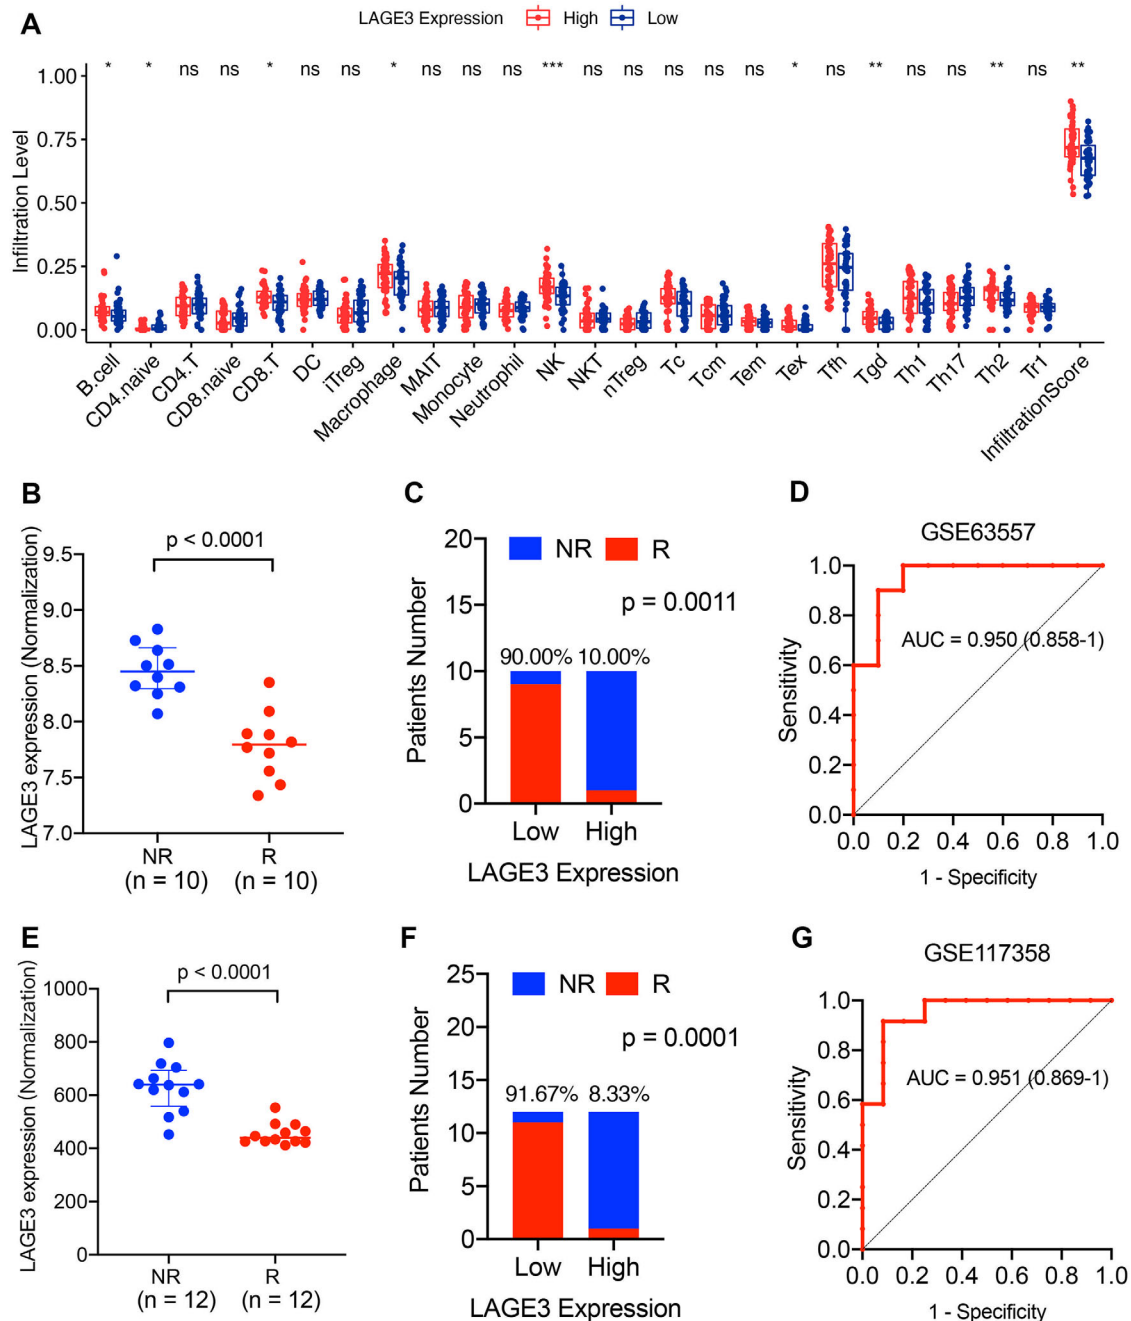 A
LAGE3 Expression High Low
* * ns ns * ns ns * ns ns ns *** ns ns ns ns ns * ns ** ns ns ** ns **
Infiltration Level
1.00
0.75
0.50
0.25
0.00
B.cell CD4.naive CD4.T CD8.naive CD8.T DC iTreg Macrophage MAIT Monocyte Neutrophil NK NKT nTreg Tc Tcm Tem Tex Tfh Tgd Th1 Th17 Th2 Tr1 InfiltrationScore
B
LAGE3 expression (Normalization)
p < 0.0001
9.5
9.0
8.5
8.0
7.5
7.0
NR R
(n = 10) (n = 10)
C
Patients Number
20
15
10
5
0
NR R
p = 0.0011
90.00% 10.00%
Low High
LAGE3 Expression
D
GSE63557
Sensitivity
1.0
0.8
0.6
0.4
0.2
0.0
AUC = 0.950 (0.858-1)
0.0 0.2 0.4 0.6 0.8 1.0
1 - Specificity
E
LAGE3 expression (Normalization)
p < 0.0001
1000
800
600
400
200
0
NR R
(n = 12) (n = 12)
F
Patients Number
25
20
15
10
5
0
NR R
p = 0.0001
91.67% 8.33%
Low High
LAGE3 Expression
G
GSE117358
Sensitivity
1.0
0.8
0.6
0.4
0.2
0.0
AUC = 0.951 (0.869-1)
0.0 0.2 0.4 0.6 0.8 1.0
1 - Specificity